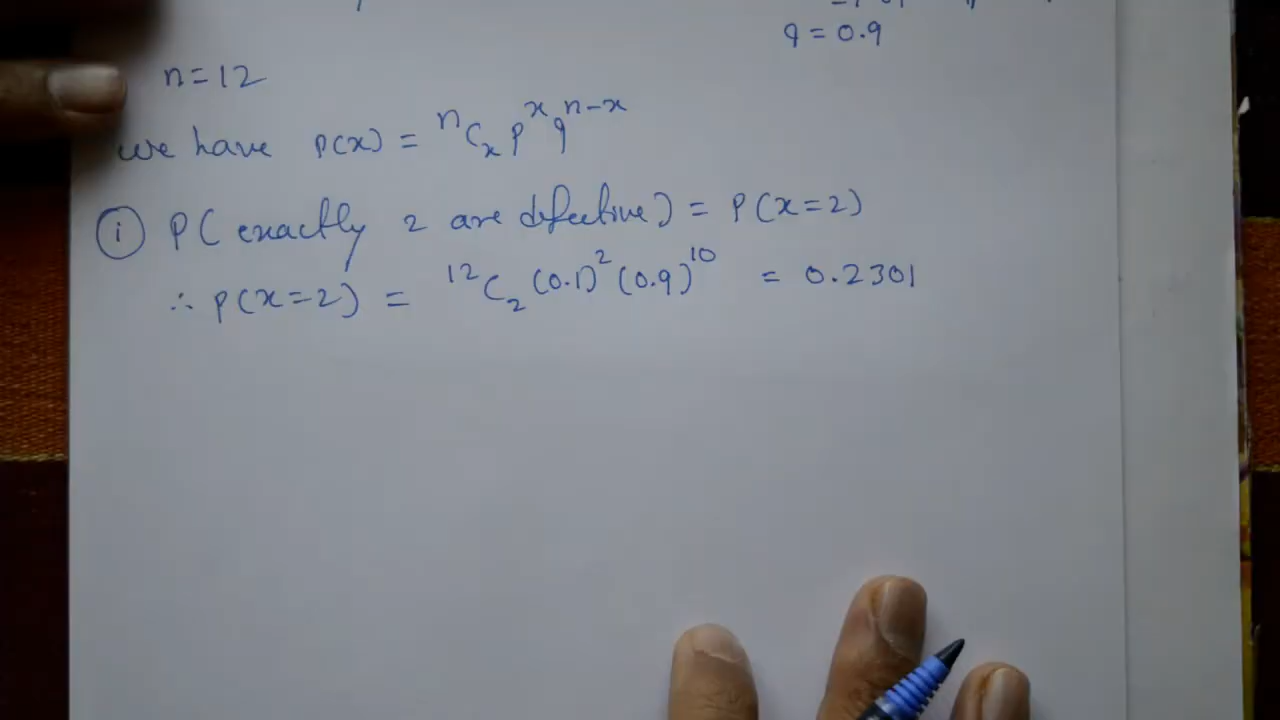 q = 0.9
n = 12
We have p(x) = ⁿCₓ pˣ qⁿ⁻ˣ
(i) P( exactly 2 are defective ) = P(x=2)
∴ p(x=2) = ¹²C₂ (0.1)² (0.9)¹⁰ = 0.2301